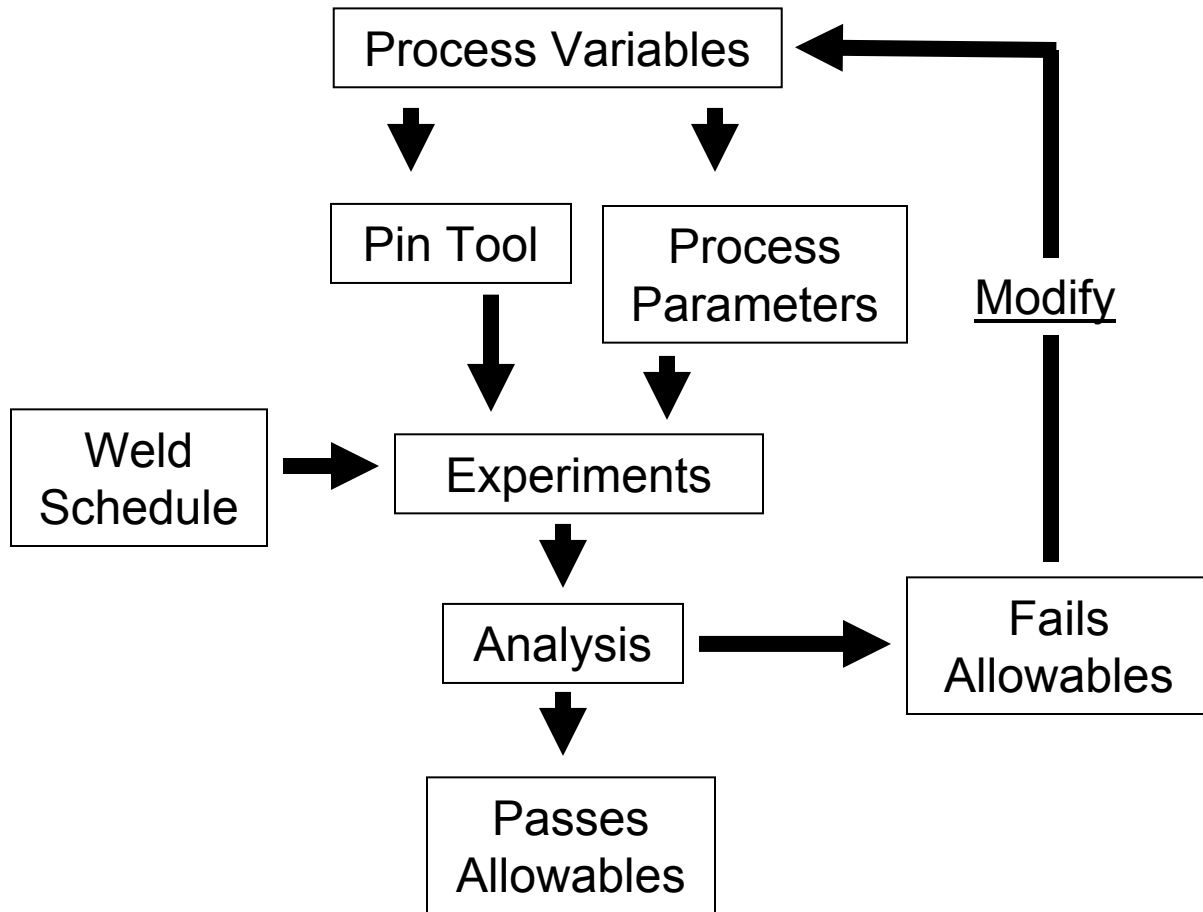 Process Variables
Pin Tool
Process
Parameters
Modify
Weld
Schedule
Experiments
Analysis
Fails
Allowables
Passes
Allowables